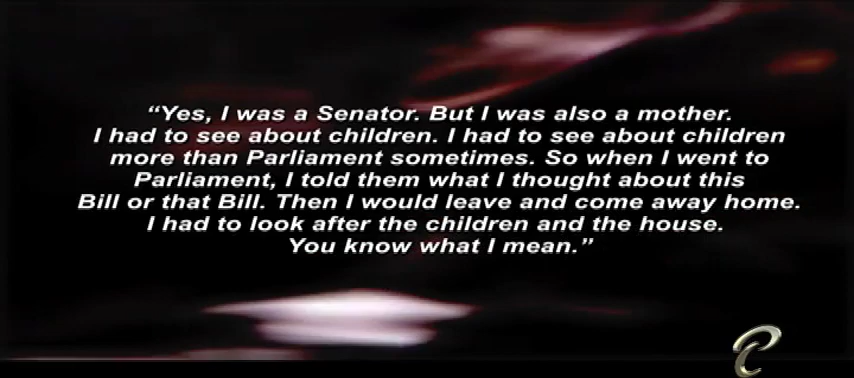 “Yes, I was a Senator. But I was also a mother.
I had to see about children. I had to see about children
more than Parliament sometimes. So when I went to
Parliament, I told them what I thought about this
Bill or that Bill. Then I would leave and come away home.
I had to look after the children and the house.
You know what I mean.”